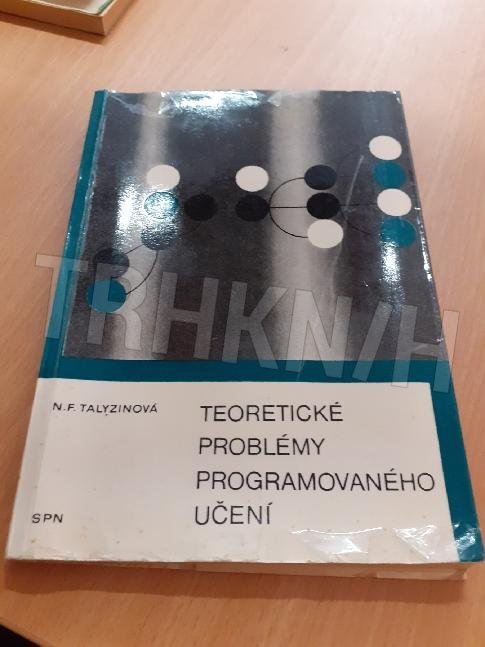 TRHKNIH
N.F. TALYZINOVÁ
TEORETICKÉ
PROBLÉMY
PROGRAMOVANÉHO
UČENÍ
SPN